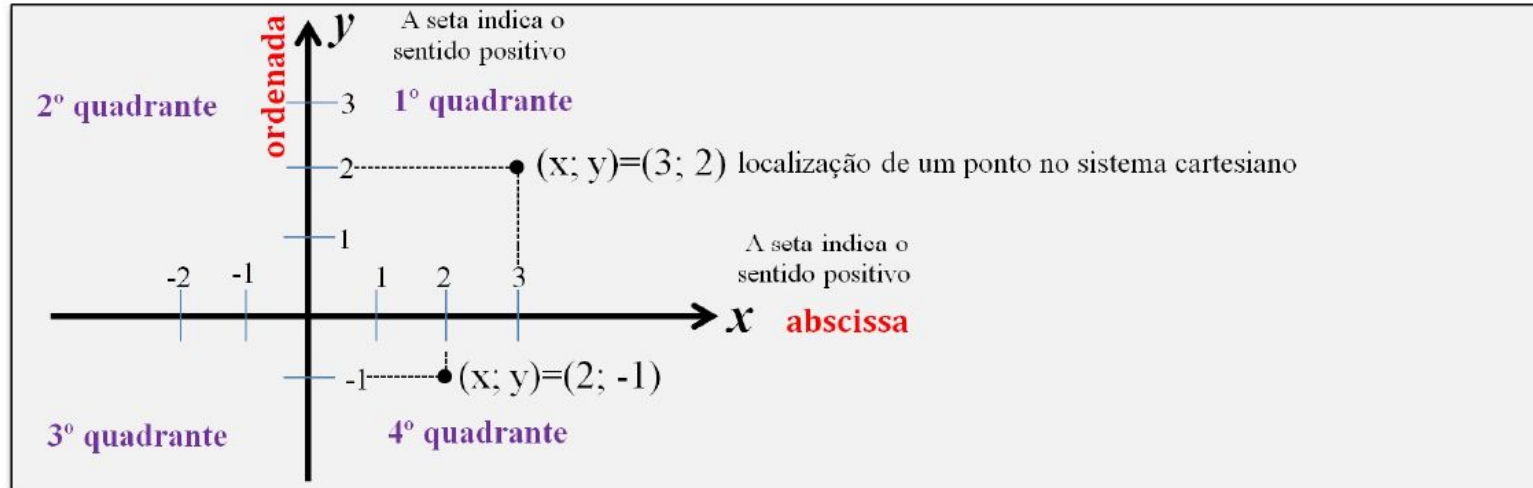 y
A seta indica o
sentido positivo
ordenada
2º quadrante
1º quadrante
3
2
(x; y)=(3; 2) localização de um ponto no sistema cartesiano
1
A seta indica o
sentido positivo
-2 -1 1 2 3
x abscissa
-1
(x; y)=(2; -1)
3º quadrante
4º quadrante